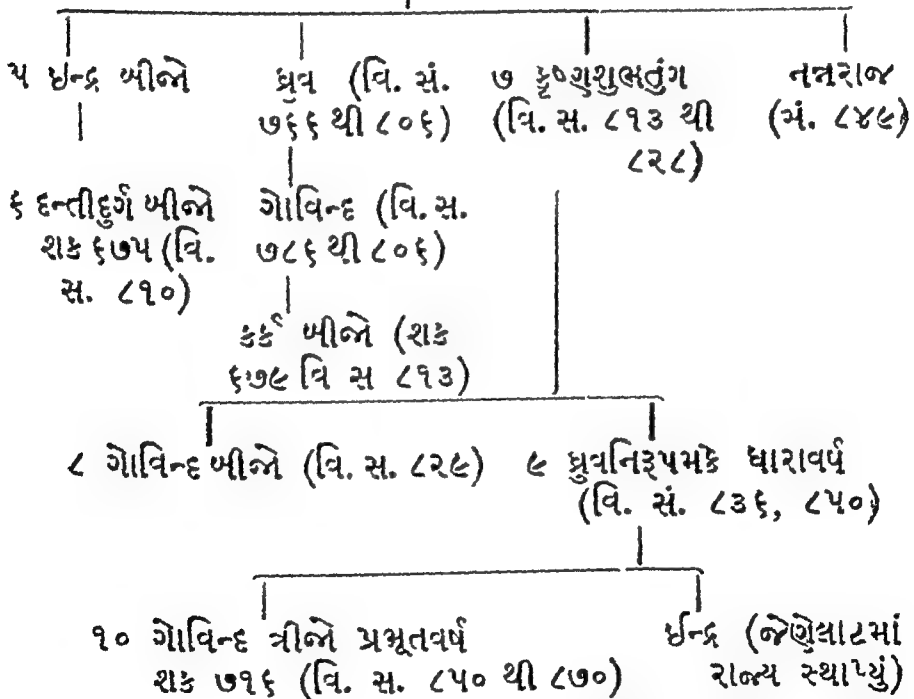 ૫ ઇન્દ્ર બીજો ધ્રુવ (વિ. સં. ૭ કૃષ્ણશુભતુંગ નન્નરાજ
૭૬૬ થી ૮૦૬) (વિ. સ. ૮૧૩ થી (મં. ૮૪૯)
૮૨૮)
૬ દન્તીદુર્ગ બીજો ગોવિન્દ (વિ. સ.
શક ૬૭૫ (વિ. ૭૮૬ થી ૮૦૬)
સ. ૮૧૦)
કર્ક બીજો (શક
૬૭૯ વિ સ ૮૧૩)
૮ ગોવિન્દ બીજો (વિ. સ. ૮૨૯) ૯ ધ્રુવનિરૂપમકે ધારાવર્ષ
(વિ. સં. ૮૩૬, ૮૫૦)
૧૦ ગોવિન્દ ત્રીજો પ્રભૂતવર્ષ ઈન્દ્ર (જેણેલાટમાં
શક ૭૧૬ (વિ. સ. ૮૫૦ થી ૮૭૦) રાજ્ય સ્થાપ્યું)